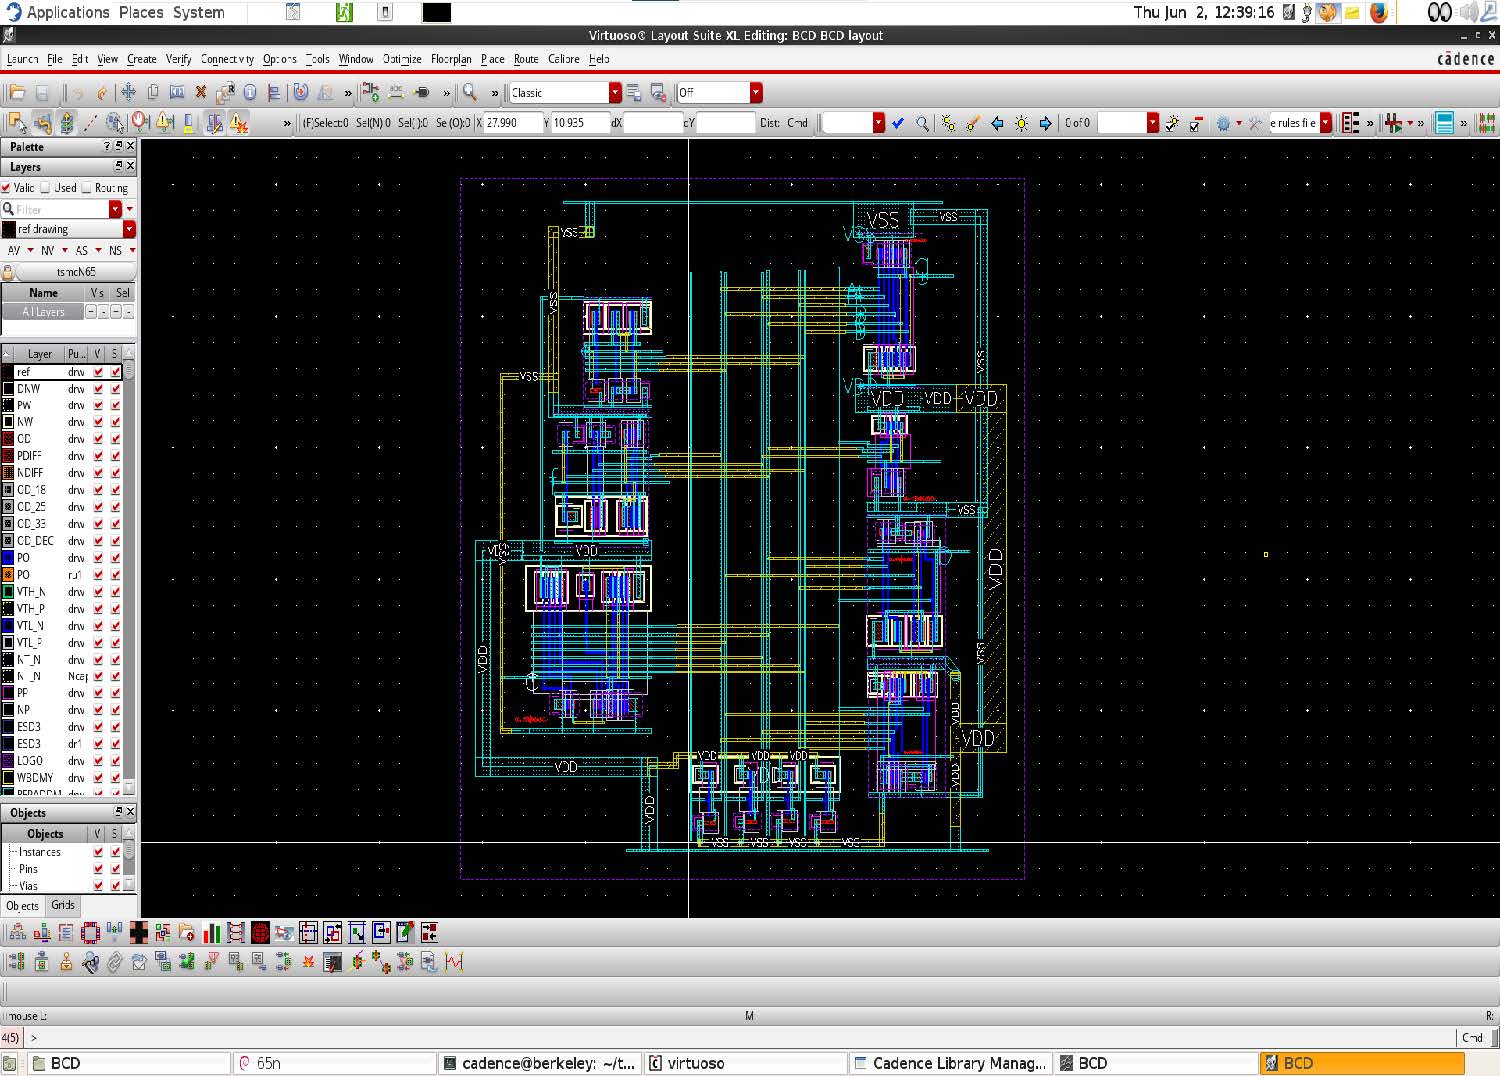 Applications Places System
Thu Jun 2, 12:39:16
Virtuoso® Layout Suite XL Editing: BCD BCD layout
Launch File Edit View Create Verify Connectivity Options Tools Window Optimize Floorplan Place Route Calibre Help
cādence
Classic Off
(F)Select:0 Sel(N):0 Sel(I):0 Sel(O):0 X 27.990 Y 10.935 dX dY Dist: Cmd: 0 of 0 e rules file
Palette
Layers
Valid Used Routing
Filter
ref drawing
AV NV AS NS
tsmcN65
Name Vis Sel
All Layers
Layer Pu... V S
ref drw
DNW drw
PW drw
NW drw
OD drw
PDIFF drw
NDIFF drw
OD_18 drw
OD_25 drw
OD_33 drw
OD_DEC drw
PO drw
PO ru1
VTH_N drw
VTH_P drw
VTL_N drw
VTL_P drw
NT_N drw
NT_N Ncap
PP drw
NP drw
ESD3 drw
ESD3 dr1
LOGO drw
WBDMY drw
Objects
Objects V S
Instances
Pins
Vias
Objects Grids
VSS VSS
VSS
VSS
VSS
VSS
VDD VDD VDD
VSS
VDD
VDD
VSS
VDD
VDD
VDD
VDD
VDD
VDD VDD VDD
VDD
VDD
VSS VSS VSS VSS
mouse L: M: R:
4(5) >
Cmd:
BCD
65n
cadence@berkeley: ~/t...
virtuoso
Cadence Library Manag...
BCD
BCD